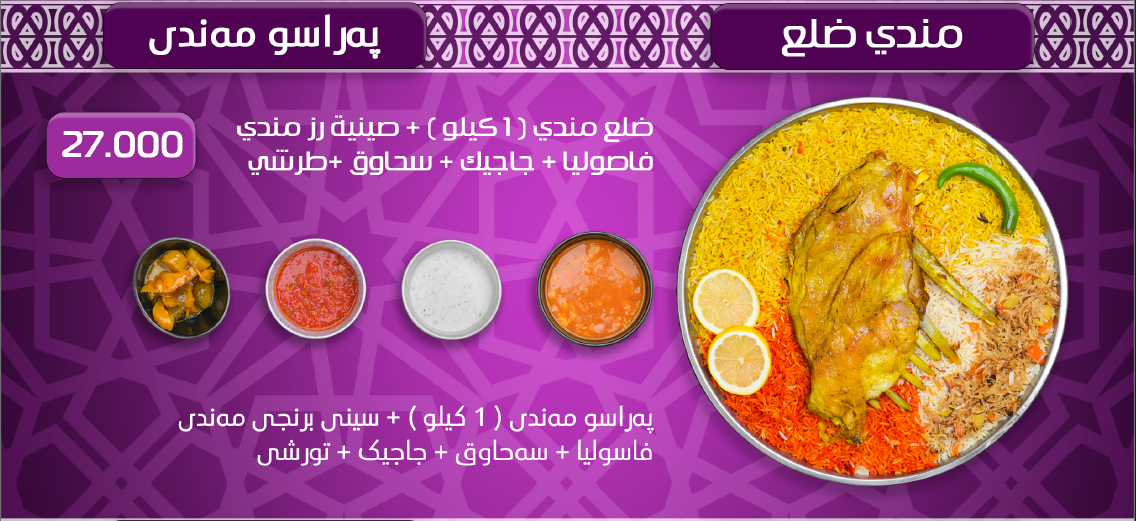 مندي ضلع
پەراسو مەندی
ضلع مندي ( 1 كيلو ) + صينية رز مندي
فاصوليا + جاجيك + سحاوق +طرشي
27.000
پەراسو مەندی ( 1 کیلو ) + سینی برنجی مەندی
فاسولیا + سەحاوق + جاجیک + تورشی